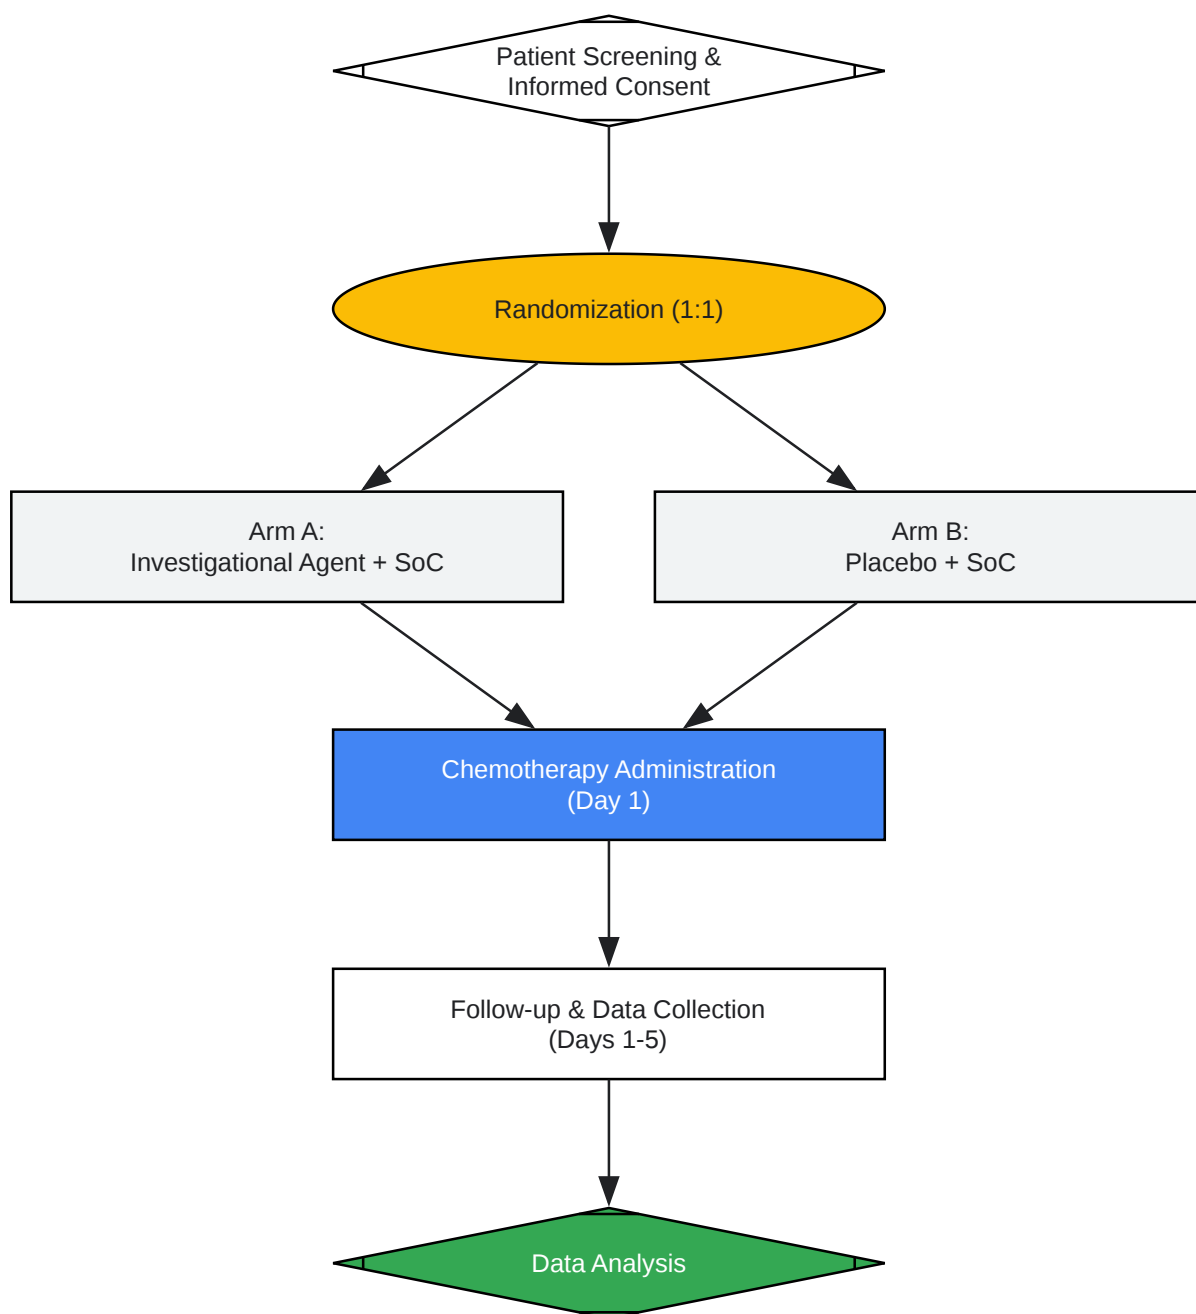 Patient Screening &
Informed Consent
Randomization (1:1)
Arm A:
Investigational Agent + SoC
Arm B:
Placebo + SoC
Chemotherapy Administration
(Day 1)
Follow-up & Data Collection
(Days 1-5)
Data Analysis